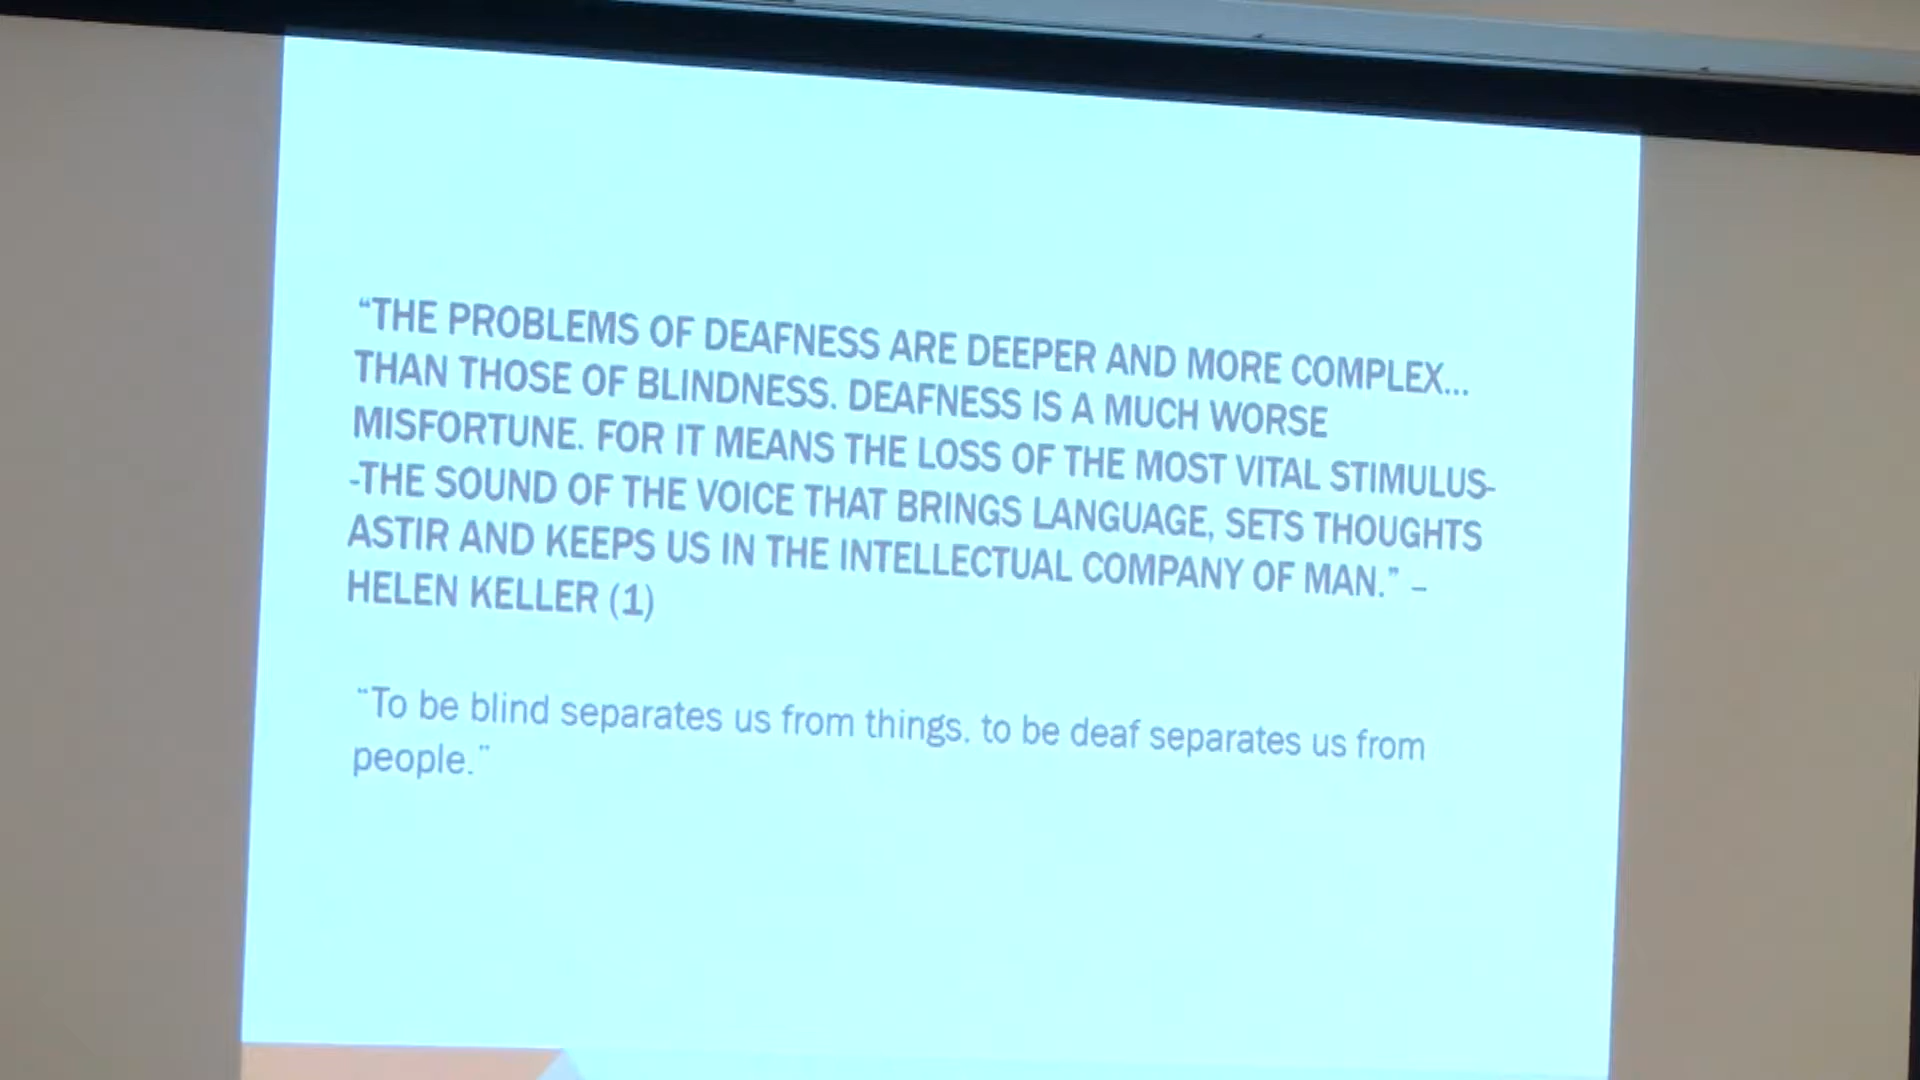 “THE PROBLEMS OF DEAFNESS ARE DEEPER AND MORE COMPLEX...
THAN THOSE OF BLINDNESS. DEAFNESS IS A MUCH WORSE
MISFORTUNE. FOR IT MEANS THE LOSS OF THE MOST VITAL STIMULUS-
-THE SOUND OF THE VOICE THAT BRINGS LANGUAGE, SETS THOUGHTS
ASTIR AND KEEPS US IN THE INTELLECTUAL COMPANY OF MAN.” –
HELEN KELLER (1)
“To be blind separates us from things, to be deaf separates us from
people.”